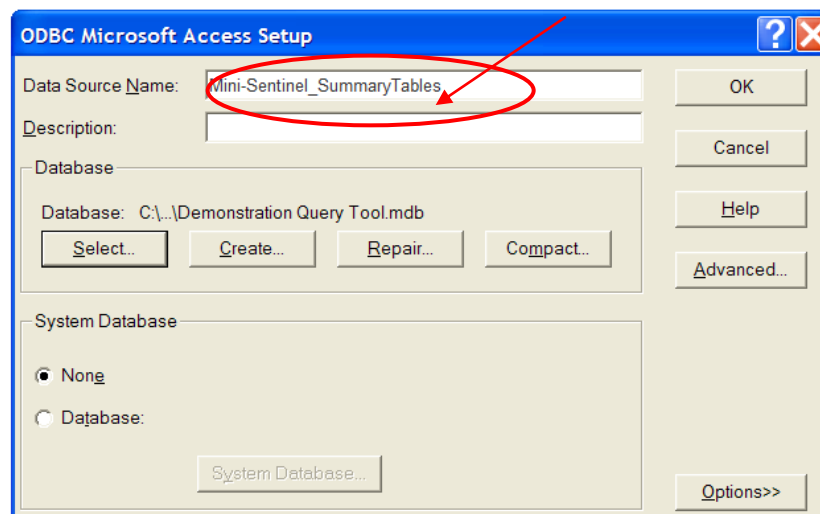 ODBC Microsoft Access Setup
?
Data Source Name: Mini-Sentinel_SummaryTables
OK
Description:
Cancel
Database
Database: C:\...\Demonstration Query Tool.mdb
Help
Select... Create... Repair... Compact...
Advanced...
System Database
None
Database:
System Database...
Options>>